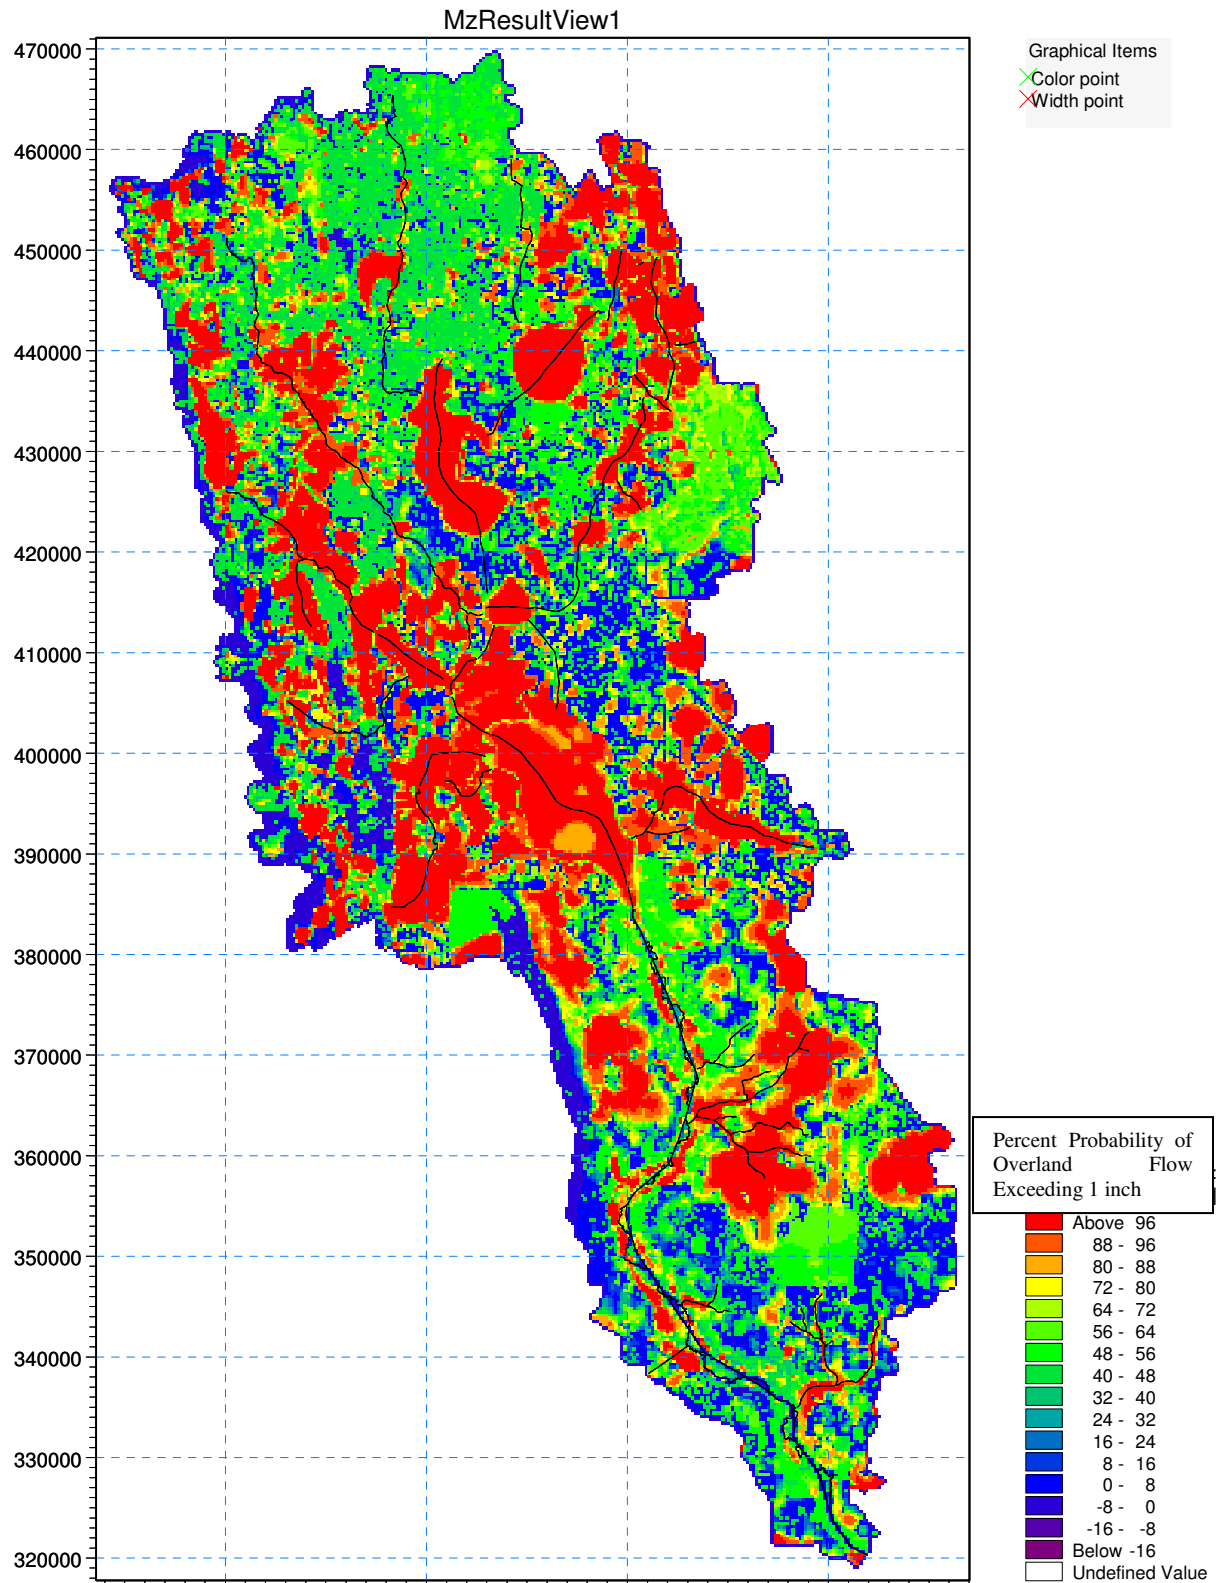 MzResultView1
470000
460000
450000
440000
430000
420000
410000
400000
390000
380000
370000
360000
350000
340000
330000
320000
Graphical Items
Color point
Width point
Percent Probability of
Overland Flow
Exceeding 1 inch
Above 96
88 - 96
80 - 88
72 - 80
64 - 72
56 - 64
48 - 56
40 - 48
32 - 40
24 - 32
16 - 24
8 - 16
0 - 8
-8 - 0
-16 - -8
Below -16
Undefined Value